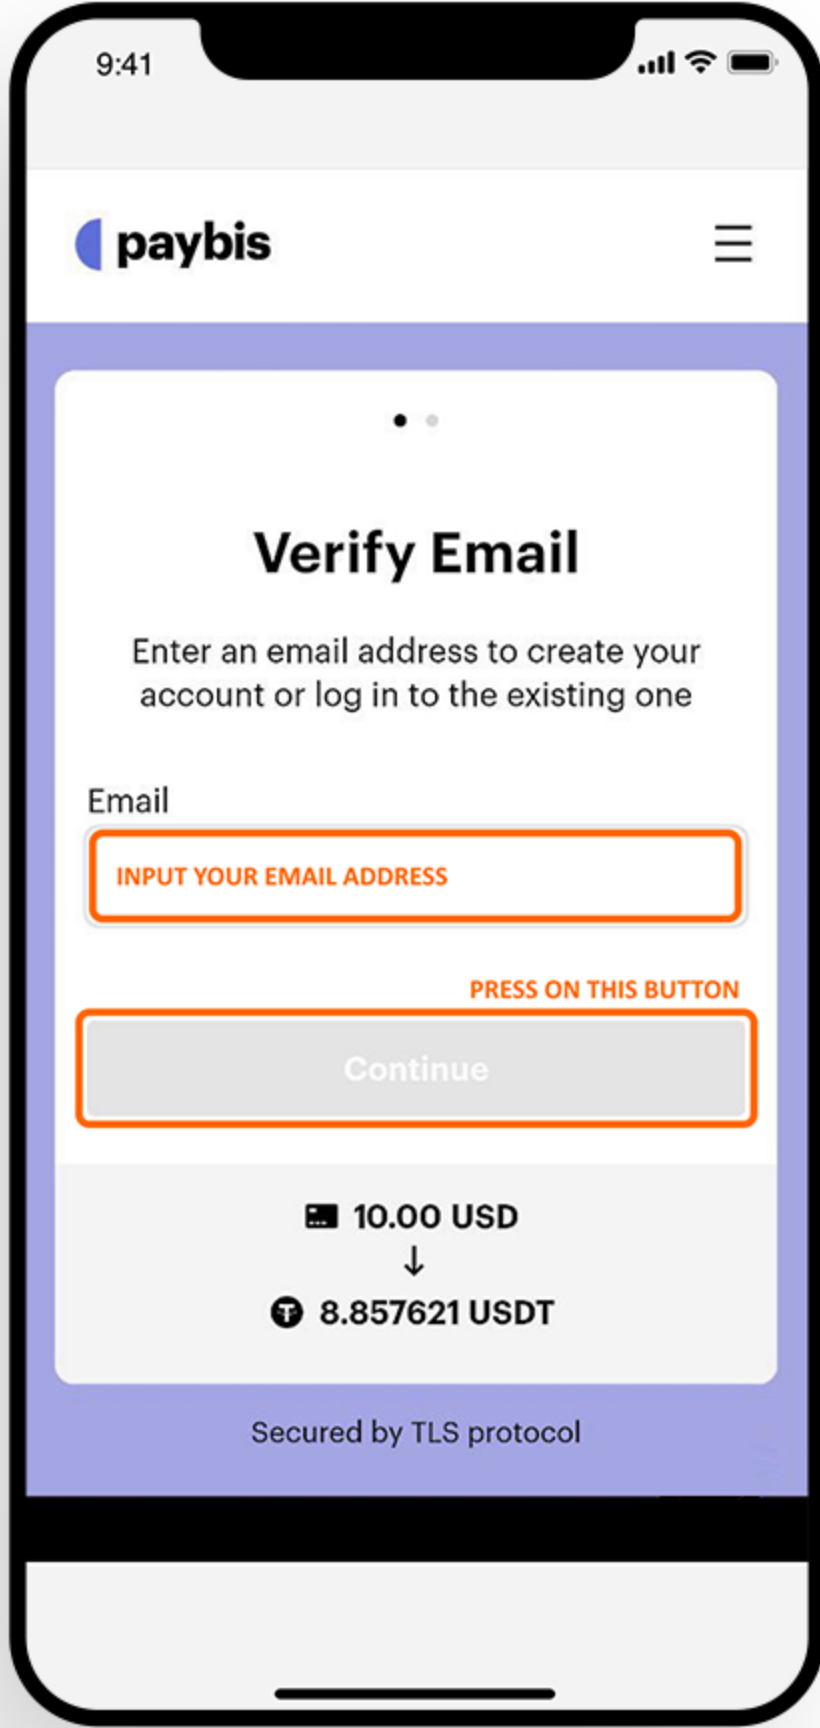 9:41
paybis
Verify Email
Enter an email address to create your
account or log in to the existing one
Email
INPUT YOUR EMAIL ADDRESS
PRESS ON THIS BUTTON
Continue
10.00 USD
↓
8.857621 USDT
Secured by TLS protocol